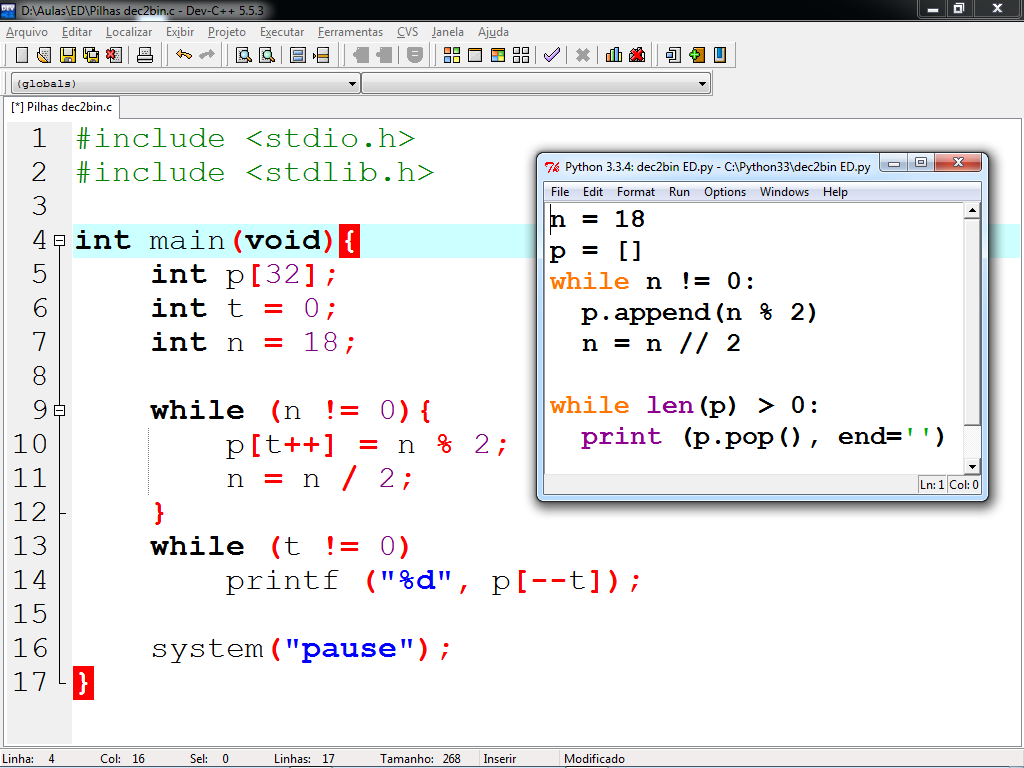 D:\Aulas\ED\Pilhas dec2bin.c - Dev-C++ 5.5.3
Arquivo Editar Localizar Exibir Projeto Executar Ferramentas CVS Janela Ajuda
(globals)
[*] Pilhas dec2bin.c
1 #include <stdio.h>
2 #include <stdlib.h>
3
4 int main(void){
5 int p[32];
6 int t = 0;
7 int n = 18;
8
9 while (n != 0){
10 p[t++] = n % 2;
11 n = n / 2;
12 }
13 while (t != 0)
14 printf ("%d", p[--t]);
15
16 system("pause");
17 }
Python 3.3.4: dec2bin ED.py - C:\Python33\dec2bin ED.py
File Edit Format Run Options Windows Help
n = 18
p = []
while n != 0:
p.append(n % 2)
n = n // 2
while len(p) > 0:
print (p.pop(), end='')
Ln: 1 Col: 0
Linha: 4 Col: 16 Sel: 0 Linhas: 17 Tamanho: 268 Inserir Modificado